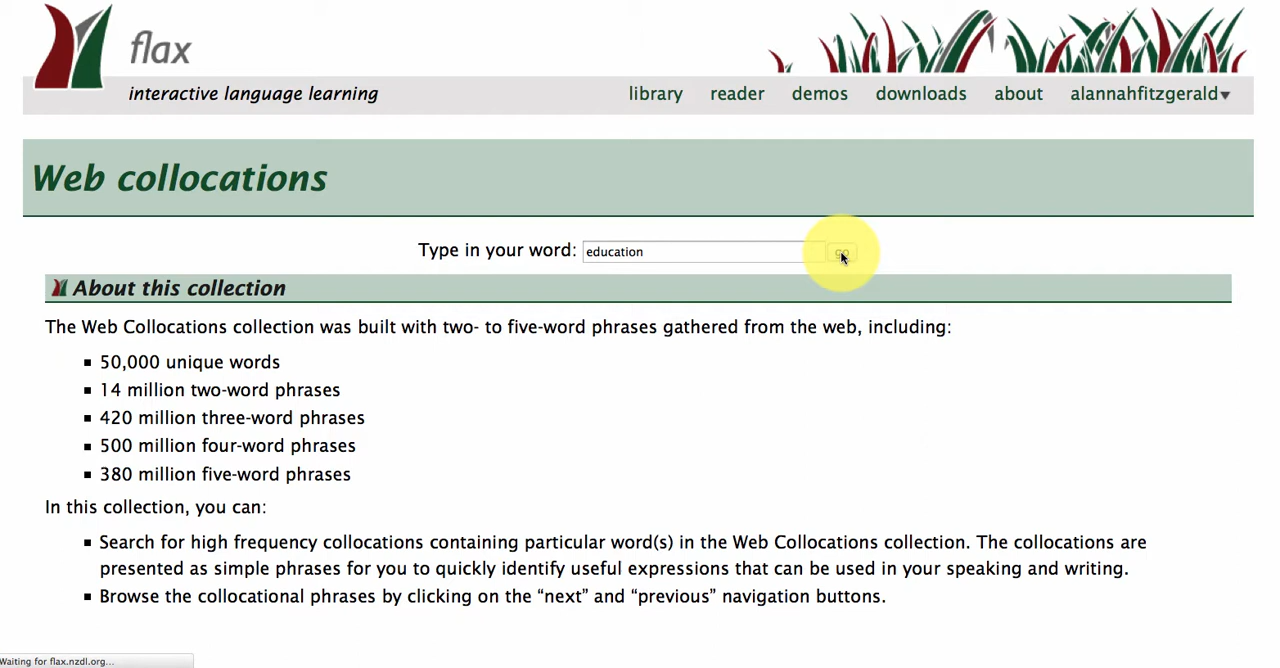 flax
interactive language learning
library reader demos downloads about alannahfitzgerald
Web collocations
Type in your word: education go
About this collection
The Web Collocations collection was built with two- to five-word phrases gathered from the web, including:
50,000 unique words
14 million two-word phrases
420 million three-word phrases
500 million four-word phrases
380 million five-word phrases
In this collection, you can:
Search for high frequency collocations containing particular word(s) in the Web Collocations collection. The collocations are
presented as simple phrases for you to quickly identify useful expressions that can be used in your speaking and writing.
Browse the collocational phrases by clicking on the “next” and “previous” navigation buttons.
Waiting for flax.nzdl.org...